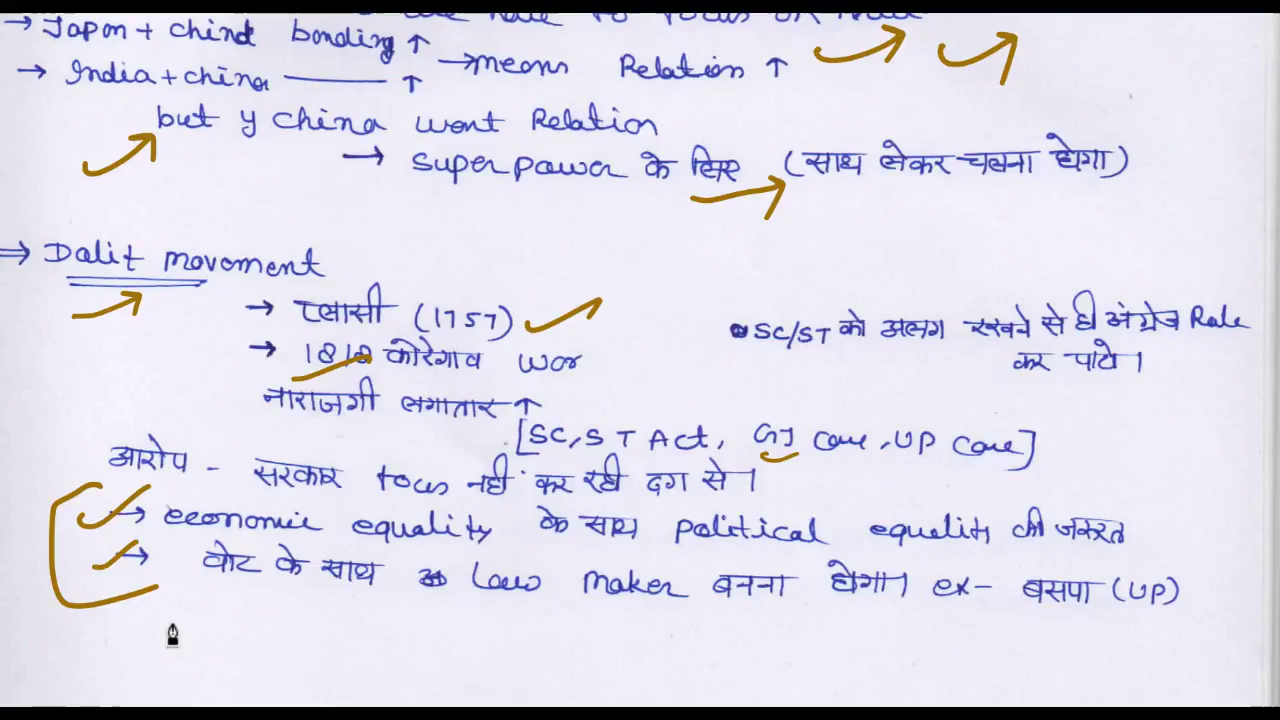 → Japan + china bonding ↑
→ means Relation ↑
→ India + china ——— ↑
but y china want Relation
→ superpower के लिए (साथ लेकर चलना होगा)
⇒ Dalit movement
→ प्लासी (1757)
→ 1818 कोरेगाव war
• SC/ST को अलग रखने से ही अंग्रेज Rule
कर पाये।
नाराजगी लगातार ↑
[SC, ST Act, GJ Case, UP Case]
आरोप - सरकार focus नहीं कर रही ढग से।
→ economic equality के साथ political equality की जरूरत
→ वोट के साथ Law maker बनना होगा। ex- बसपा (UP)